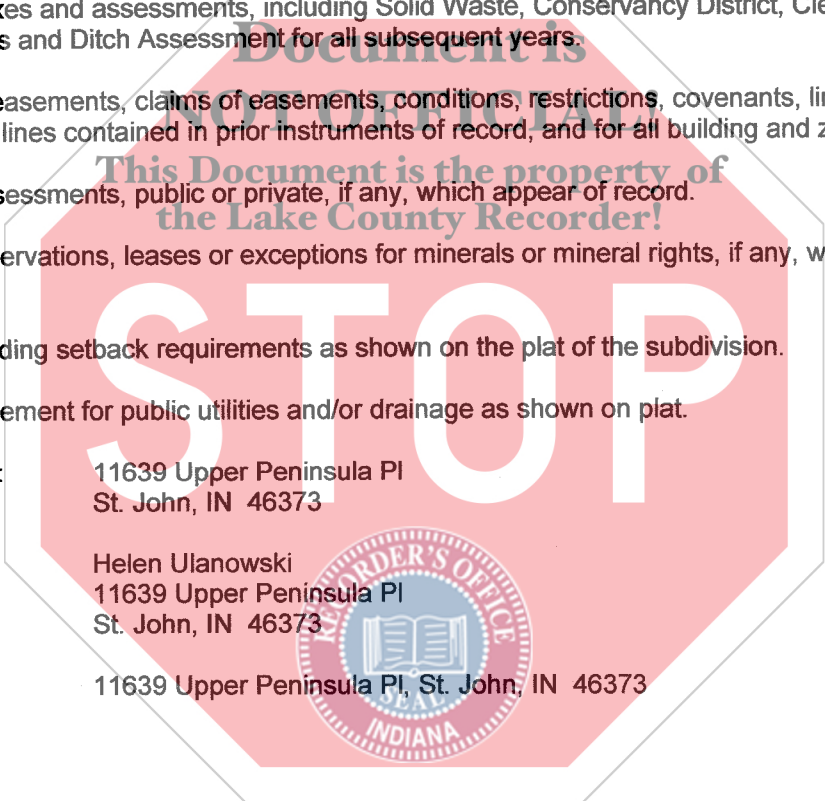 xes and assessments, including Solid Waste, Conservancy District, Cle
s and Ditch Assessment for all subsequent years.
Document is
easements, claims of easements, conditions, restrictions, covenants, lin
NOT OFFICIAL!
lines contained in prior instruments of record, and for all building and z
This Document is the property of
sessments, public or private, if any, which appear of record.
the Lake County Recorder!
ervations, leases or exceptions for minerals or mineral rights, if any, w
STOP
ding setback requirements as shown on the plat of the subdivision.
ement for public utilities and/or drainage as shown on plat.
: 11639 Upper Peninsula Pl
St. John, IN 46373
Helen Ulanowski
11639 Upper Peninsula Pl
St. John, IN 46373
11639 Upper Peninsula Pl, St. John, IN 46373
RECORDER'S OFFICE
SEAL
INDIANA